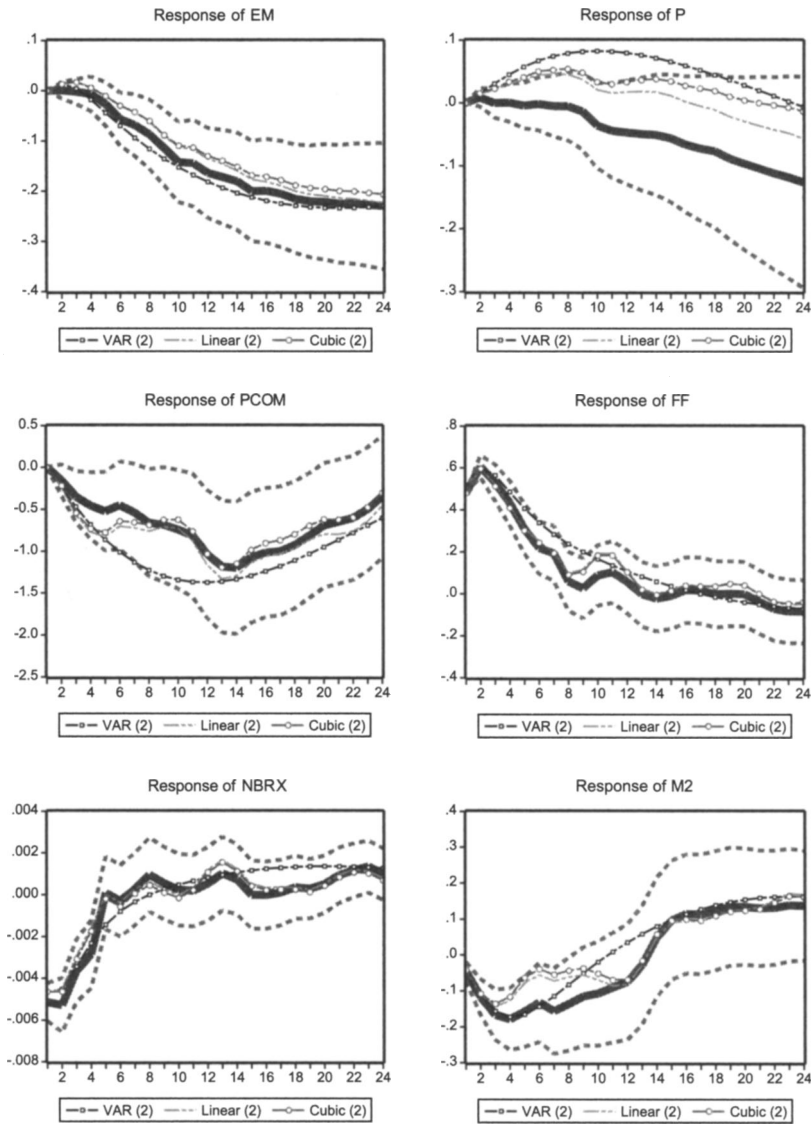 Response of EM
.1
.0
-.1
-.2
-.3
-.4
2 4 6 8 10 12 14 16 18 20 22 24
VAR (2) Linear (2) Cubic (2)
Response of P
.1
.0
-.1
-.2
-.3
2 4 6 8 10 12 14 16 18 20 22 24
VAR (2) Linear (2) Cubic (2)
Response of PCOM
0.5
0.0
-0.5
-1.0
-1.5
-2.0
-2.5
2 4 6 8 10 12 14 16 18 20 22 24
VAR (2) Linear (2) Cubic (2)
Response of FF
.8
.6
.4
.2
.0
-.2
-.4
2 4 6 8 10 12 14 16 18 20 22 24
VAR (2) Linear (2) Cubic (2)
Response of NBRX
.004
.002
.000
-.002
-.004
-.006
-.008
2 4 6 8 10 12 14 16 18 20 22 24
VAR (2) Linear (2) Cubic (2)
Response of M2
.4
.3
.2
.1
.0
-.1
-.2
-.3
2 4 6 8 10 12 14 16 18 20 22 24
VAR (2) Linear (2) Cubic (2)